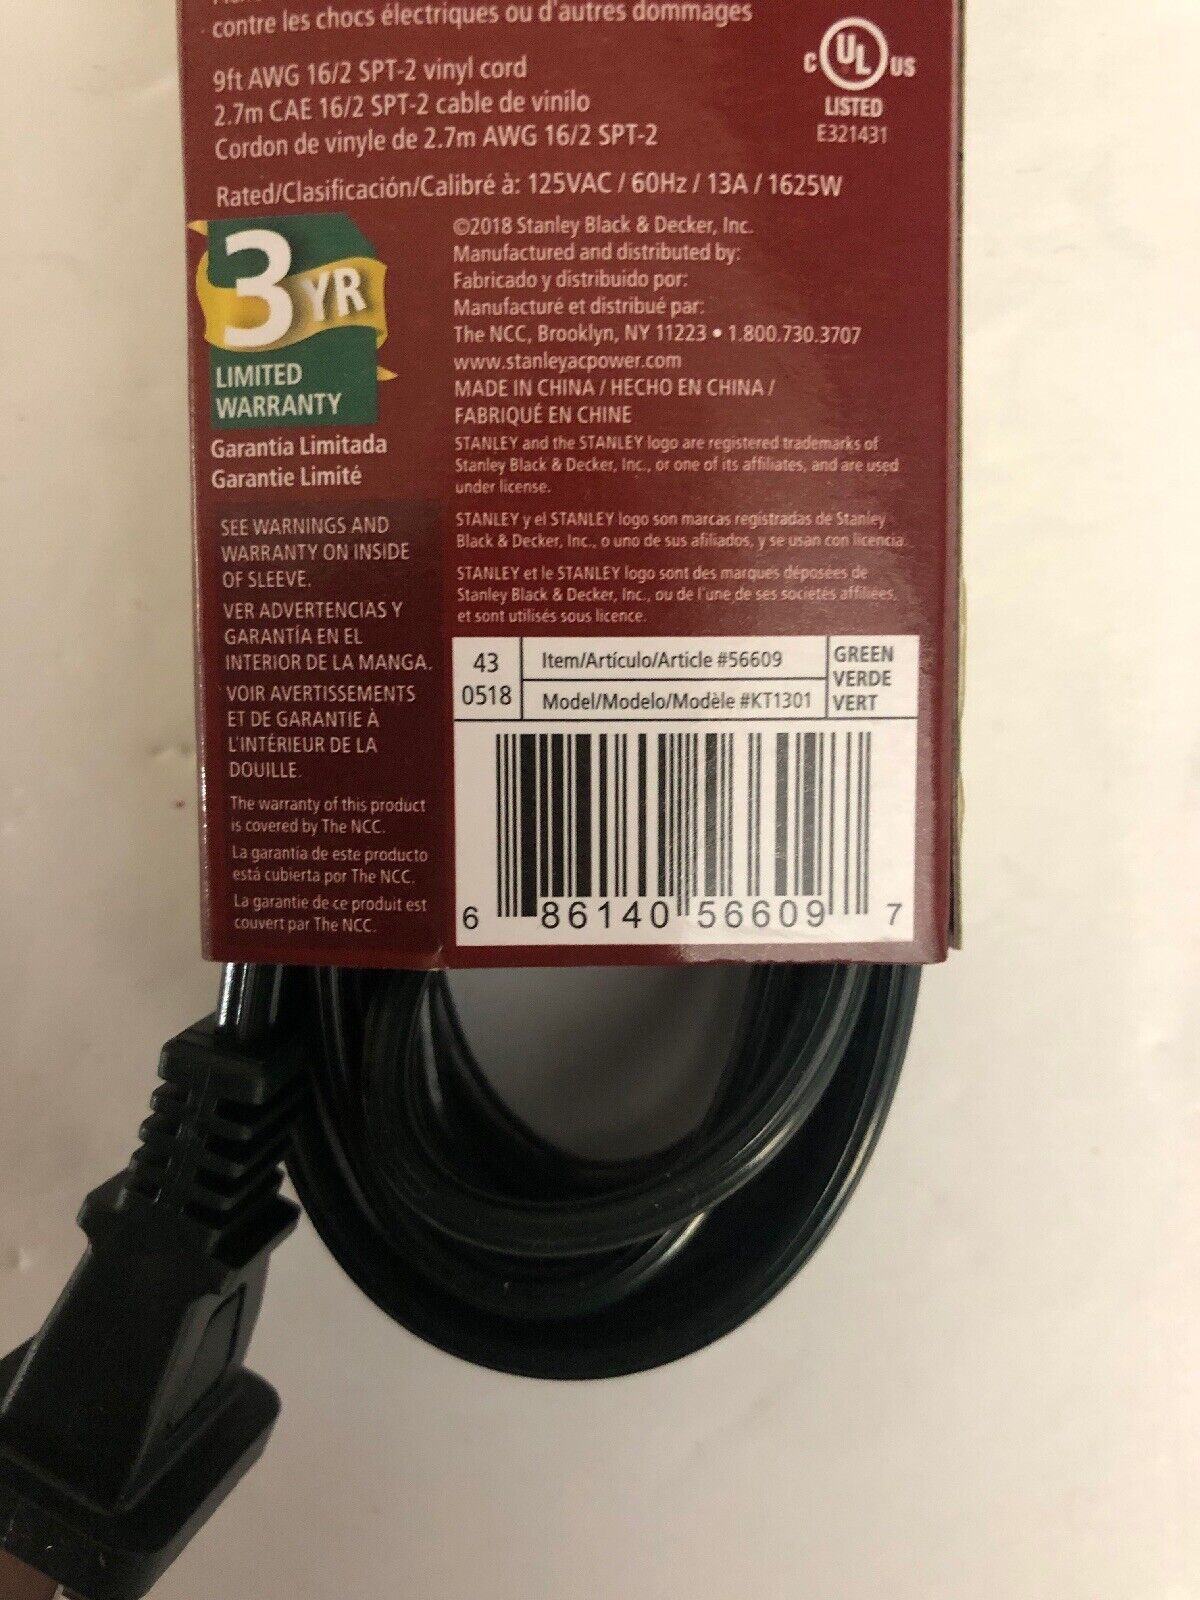 contre les chocs électriques ou d'autres dommages
9ft AWG 16/2 SPT-2 vinyl cord
2.7m CAE 16/2 SPT-2 cable de vinilo
Cordon de vinyle de 2.7m AWG 16/2 SPT-2
C UL US
LISTED
E321431
Rated/Clasificación/Calibré à: 125VAC / 60Hz / 13A / 1625W
3 YR
LIMITED
WARRANTY
Garantía Limitada
Garantie Limité
SEE WARNINGS AND
WARRANTY ON INSIDE
OF SLEEVE.
VER ADVERTENCIAS Y
GARANTÍA EN EL
INTERIOR DE LA MANGA.
VOIR AVERTISSEMENTS
ET DE GARANTIE À
L'INTÉRIEUR DE LA
DOUILLE.
The warranty of this product
is covered by The NCC.
La garantía de este producto
está cubierta por The NCC.
La garantie de ce produit est
couvert par The NCC.
©2018 Stanley Black & Decker, Inc.
Manufactured and distributed by:
Fabricado y distribuido por:
Manufacturé et distribué par:
The NCC, Brooklyn, NY 11223 • 1.800.730.3707
www.stanleyacpower.com
MADE IN CHINA / HECHO EN CHINA /
FABRIQUÉ EN CHINE
STANLEY and the STANLEY logo are registered trademarks of
Stanley Black & Decker, Inc., or one of its affiliates, and are used
under license.
STANLEY y el STANLEY logo son marcas registradas de Stanley
Black & Decker, Inc., o uno de sus afiliados, y se usan con licencia.
STANLEY et le STANLEY logo sont des marques déposées de
Stanley Black & Decker, Inc., ou de l'une de ses societés affiliées,
et sont utilisés sous licence.
43
0518
Item/Artículo/Article #56609
Model/Modelo/Modèle #KT1301
GREEN
VERDE
VERT
6 86140 56609 7